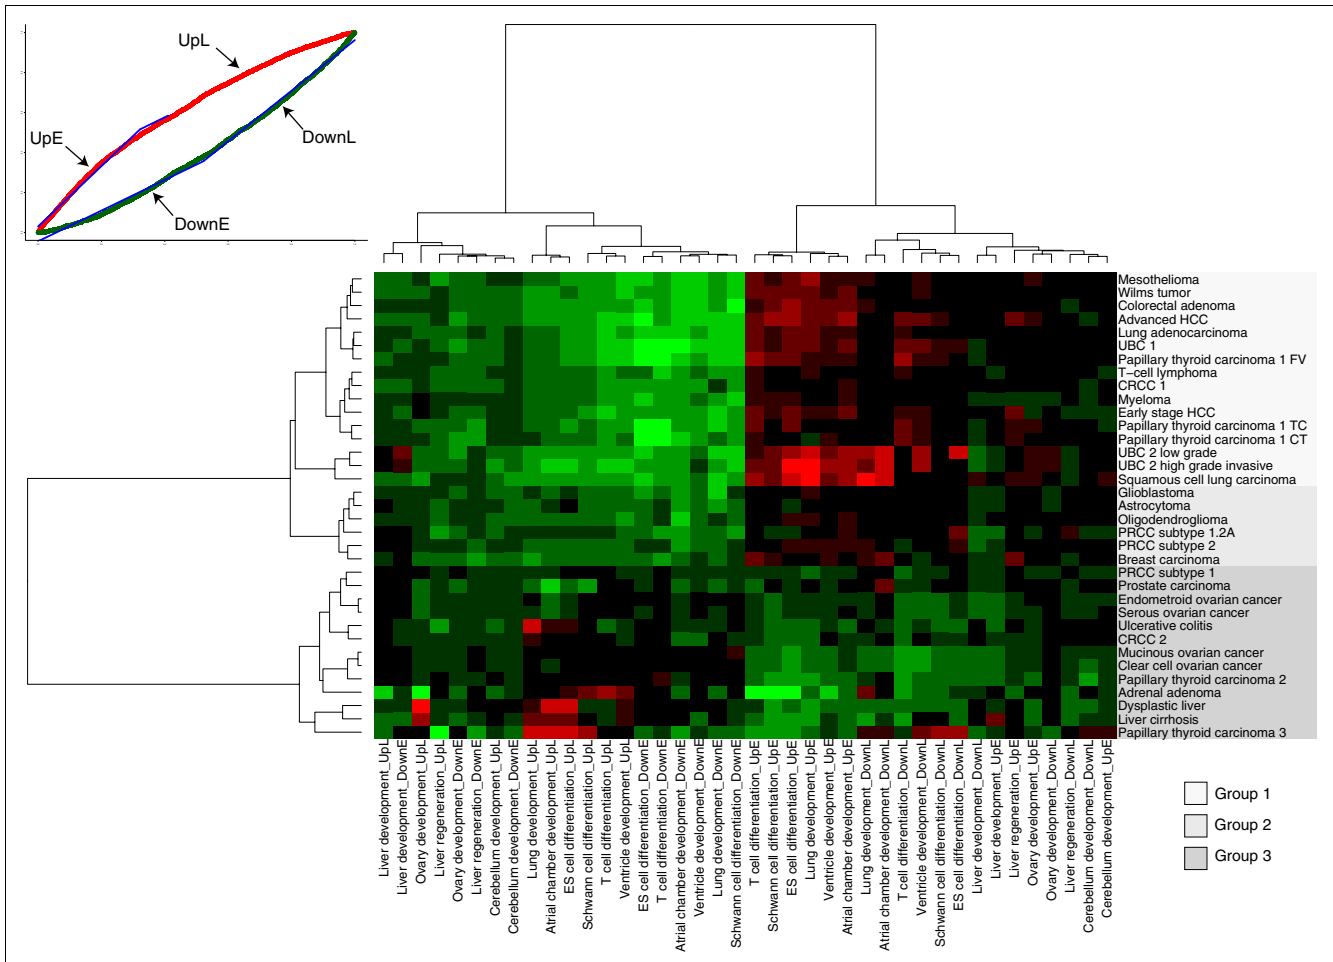 UpL
UpE
DownL
DownE
Mesothelioma
Wilms tumor
Colorectal adenoma
Advanced HCC
Lung adenocarcinoma
UBC 1
Papillary thyroid carcinoma 1 FV
T−cell lymphoma
CRCC 1
Myeloma
Early stage HCC
Papillary thyroid carcinoma 1 TC
Papillary thyroid carcinoma 1 CT
UBC 2 low grade
UBC 2 high grade invasive
Squamous cell lung carcinoma
Glioblastoma
Astrocytoma
Oligodendroglioma
PRCC subtype 1.2A
PRCC subtype 2
Breast carcinoma
PRCC subtype 1
Prostate carcinoma
Endometroid ovarian cancer
Serous ovarian cancer
Ulcerative colitis
CRCC 2
Mucinous ovarian cancer
Clear cell ovarian cancer
Papillary thyroid carcinoma 2
Adrenal adenoma
Dysplastic liver
Liver cirrhosis
Papillary thyroid carcinoma 3
Liver development_UpL
Liver development_DownE
Ovary development_UpL
Liver regeneration_UpL
Ovary development_DownE
Liver regeneration_DownE
Cerebellum development_UpL
Cerebellum development_DownE
Lung development_UpL
Atrial chamber development_UpL
ES cell differentiation_UpL
Schwann cell differentiation_UpL
T cell differentiation_UpL
Ventricle development_UpL
ES cell differentiation_DownE
T cell differentiation_DownE
Atrial chamber development_DownE
Ventricle development_DownE
Lung development_DownE
Schwann cell differentiation_DownE
T cell differentiation_UpE
Schwann cell differentiation_UpE
ES cell differentiation_UpE
Lung development_UpE
Ventricle development_UpE
Atrial chamber development_UpE
Lung development_DownL
Atrial chamber development_DownL
T cell differentiation_DownL
Ventricle development_DownL
Schwann cell differentiation_DownL
ES cell differentiation_DownL
Liver development_DownL
Liver development_UpE
Liver regeneration_UpE
Ovary development_UpE
Ovary development_DownL
Liver regeneration_DownL
Cerebellum development_DownL
Cerebellum development_UpE
Group 1
Group 2
Group 3